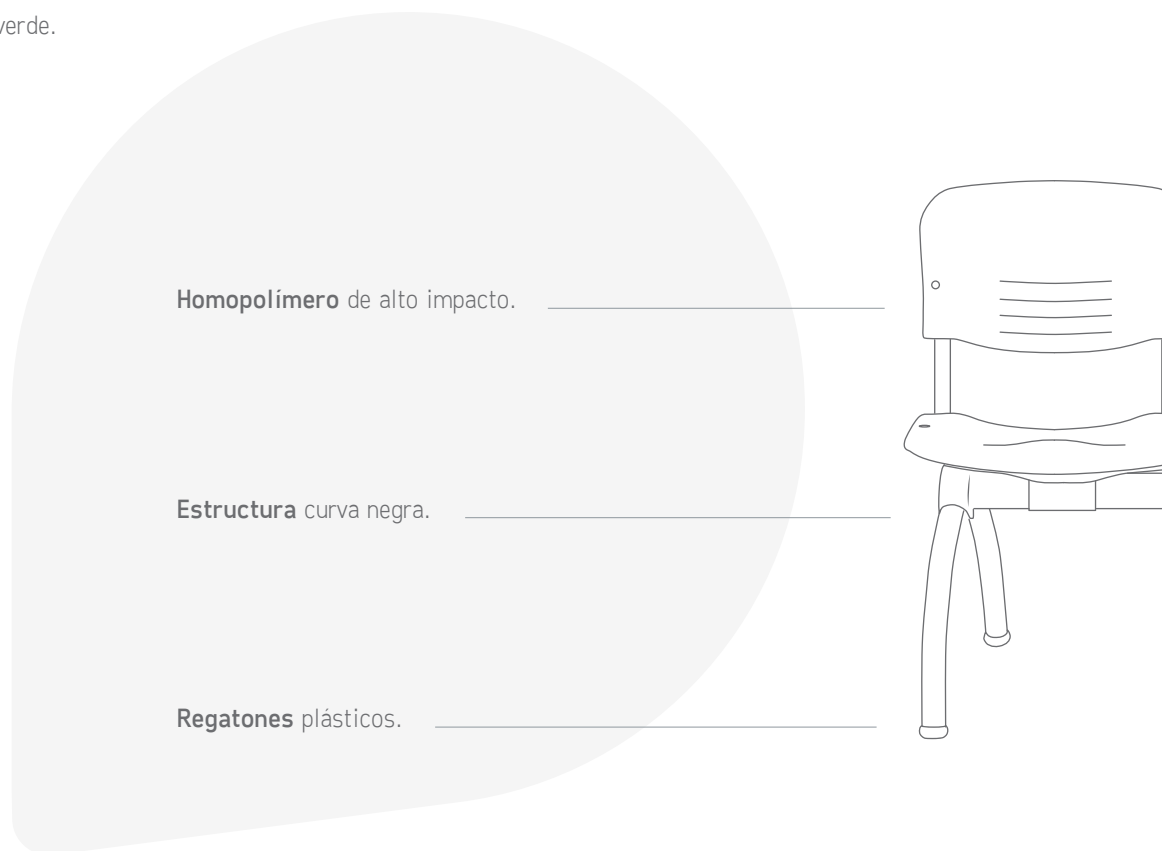 verde.
Homopolímero de alto impacto.
Estructura curva negra.
Regatones plásticos.